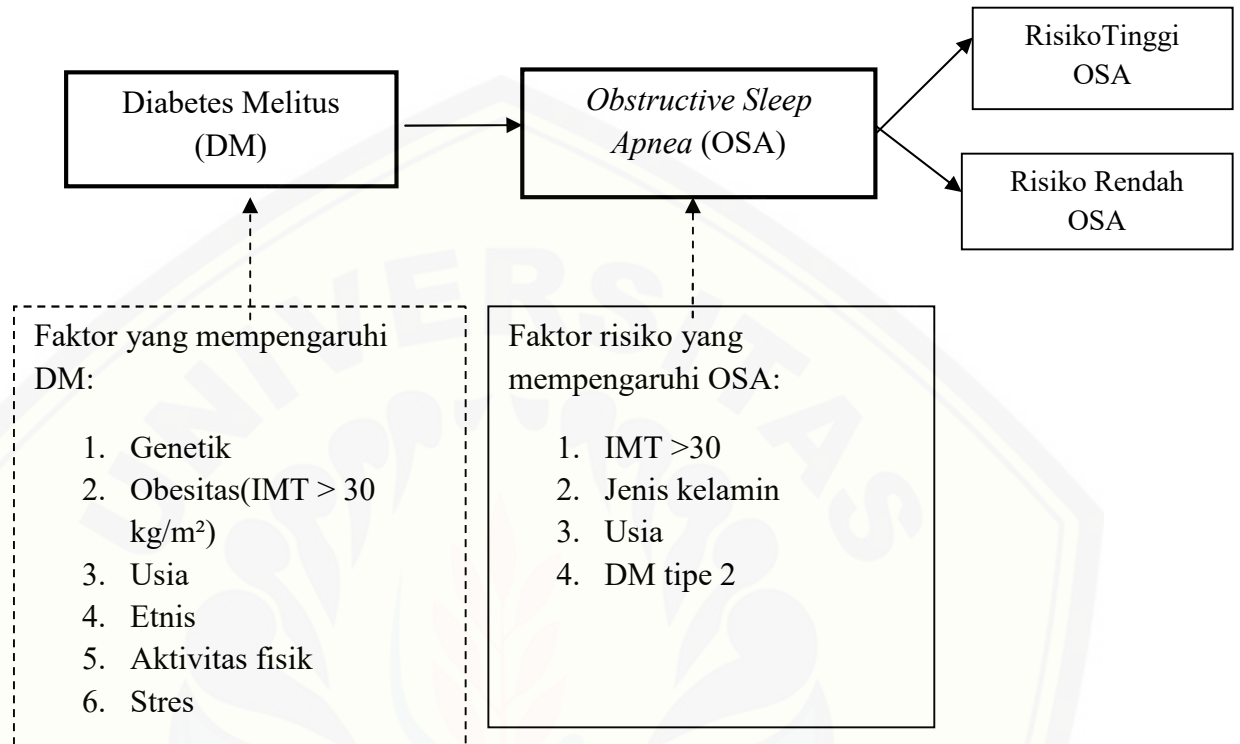 Diabetes Melitus
(DM)
Obstructive Sleep
Apnea (OSA)
RisikoTinggi
OSA
Risiko Rendah
OSA
Faktor yang mempengaruhi
DM:
1. Genetik
2. Obesitas(IMT > 30
kg/m²)
3. Usia
4. Etnis
5. Aktivitas fisik
6. Stres
Faktor risiko yang
mempengaruhi OSA:
1. IMT >30
2. Jenis kelamin
3. Usia
4. DM tipe 2
UNIVERSITAS